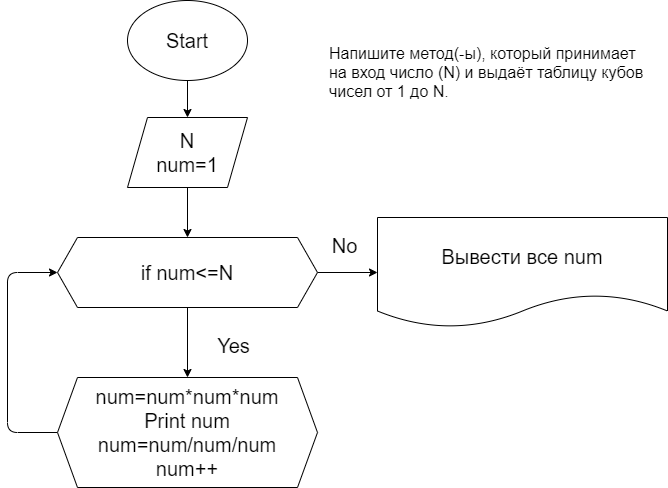 Start
Напишите метод(-ы), который принимает
на вход число (N) и выдаёт таблицу кубов
чисел от 1 до N.
N
num=1
if num<=N
No
Вывести все num
Yes
num=num*num*num
Print num
num=num/num/num
num++